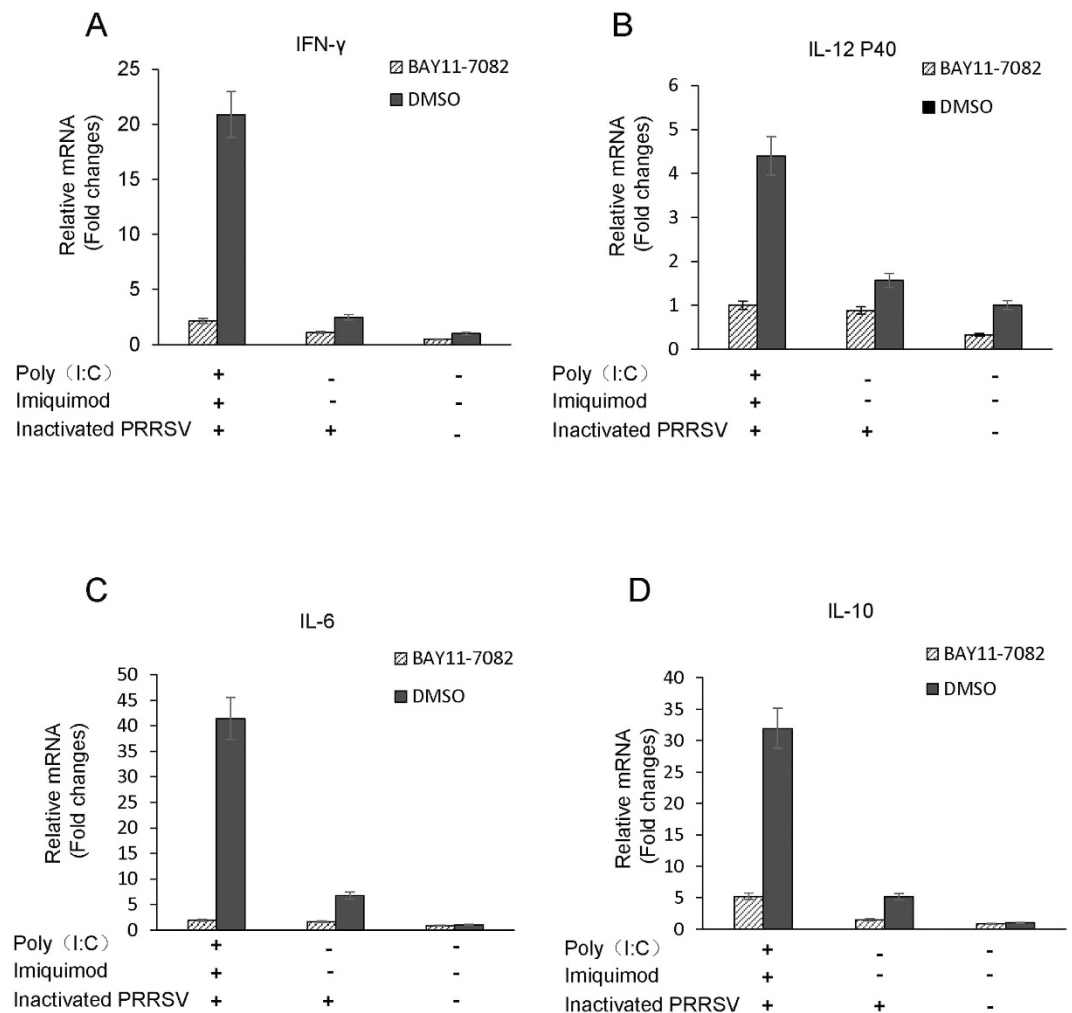 A
IFN-γ
BAY11-7082
DMSO
Relative mRNA
(Fold changes)
25
20
15
10
5
0
Poly（I:C） + - -
Imiquimod + - -
Inactivated PRRSV + + -
B
IL-12 P40
BAY11-7082
DMSO
Relative mRNA
(Fold changes)
6
5
4
3
2
1
0
Poly（I:C） + - -
Imiquimod + - -
Inactivated PRRSV + + -
C
IL-6
BAY11-7082
DMSO
Relative mRNA
(Fold changes)
50
45
40
35
30
25
20
15
10
5
0
Poly（I:C） + - -
Imiquimod + - -
Inactivated PRRSV + + -
D
IL-10
BAY11-7082
DMSO
Relative mRNA
(Fold changes)
40
35
30
25
20
15
10
5
0
Poly（I:C） + - -
Imiquimod + - -
Inactivated PRRSV + + -